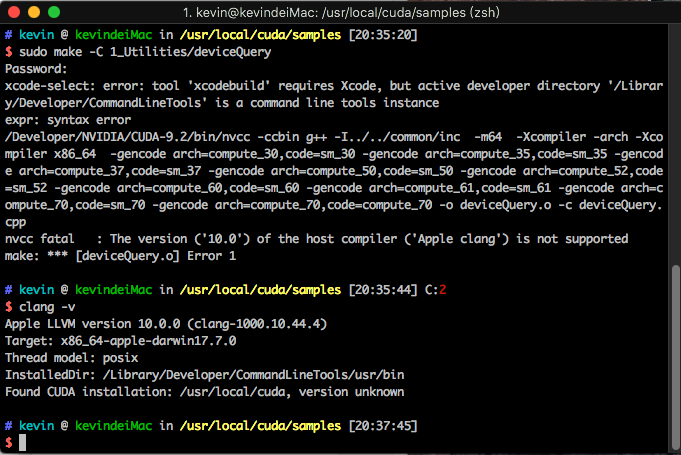 1. kevin@kevindeiMac: /usr/local/cuda/samples (zsh)
# kevin @ kevindeiMac in /usr/local/cuda/samples [20:35:20]
$ sudo make -C 1_Utilities/deviceQuery
Password:
xcode-select: error: tool 'xcodebuild' requires Xcode, but active developer directory '/Librar
y/Developer/CommandLineTools' is a command line tools instance
expr: syntax error
/Developer/NVIDIA/CUDA-9.2/bin/nvcc -ccbin g++ -I../../common/inc  -m64  -Xcompiler -arch -Xco
mpiler x86_64  -gencode arch=compute_30,code=sm_30 -gencode arch=compute_35,code=sm_35 -gencod
e arch=compute_37,code=sm_37 -gencode arch=compute_50,code=sm_50 -gencode arch=compute_52,code
=sm_52 -gencode arch=compute_60,code=sm_60 -gencode arch=compute_61,code=sm_61 -gencode arch=c
ompute_70,code=sm_70 -gencode arch=compute_70,code=compute_70 -o deviceQuery.o -c deviceQuery.
cpp
nvcc fatal   : The version ('10.0') of the host compiler ('Apple clang') is not supported
make: *** [deviceQuery.o] Error 1
# kevin @ kevindeiMac in /usr/local/cuda/samples [20:35:44] C:2
$ clang -v
Apple LLVM version 10.0.0 (clang-1000.10.44.4)
Target: x86_64-apple-darwin17.7.0
Thread model: posix
InstalledDir: /Library/Developer/CommandLineTools/usr/bin
Found CUDA installation: /usr/local/cuda, version unknown
# kevin @ kevindeiMac in /usr/local/cuda/samples [20:37:45]
$